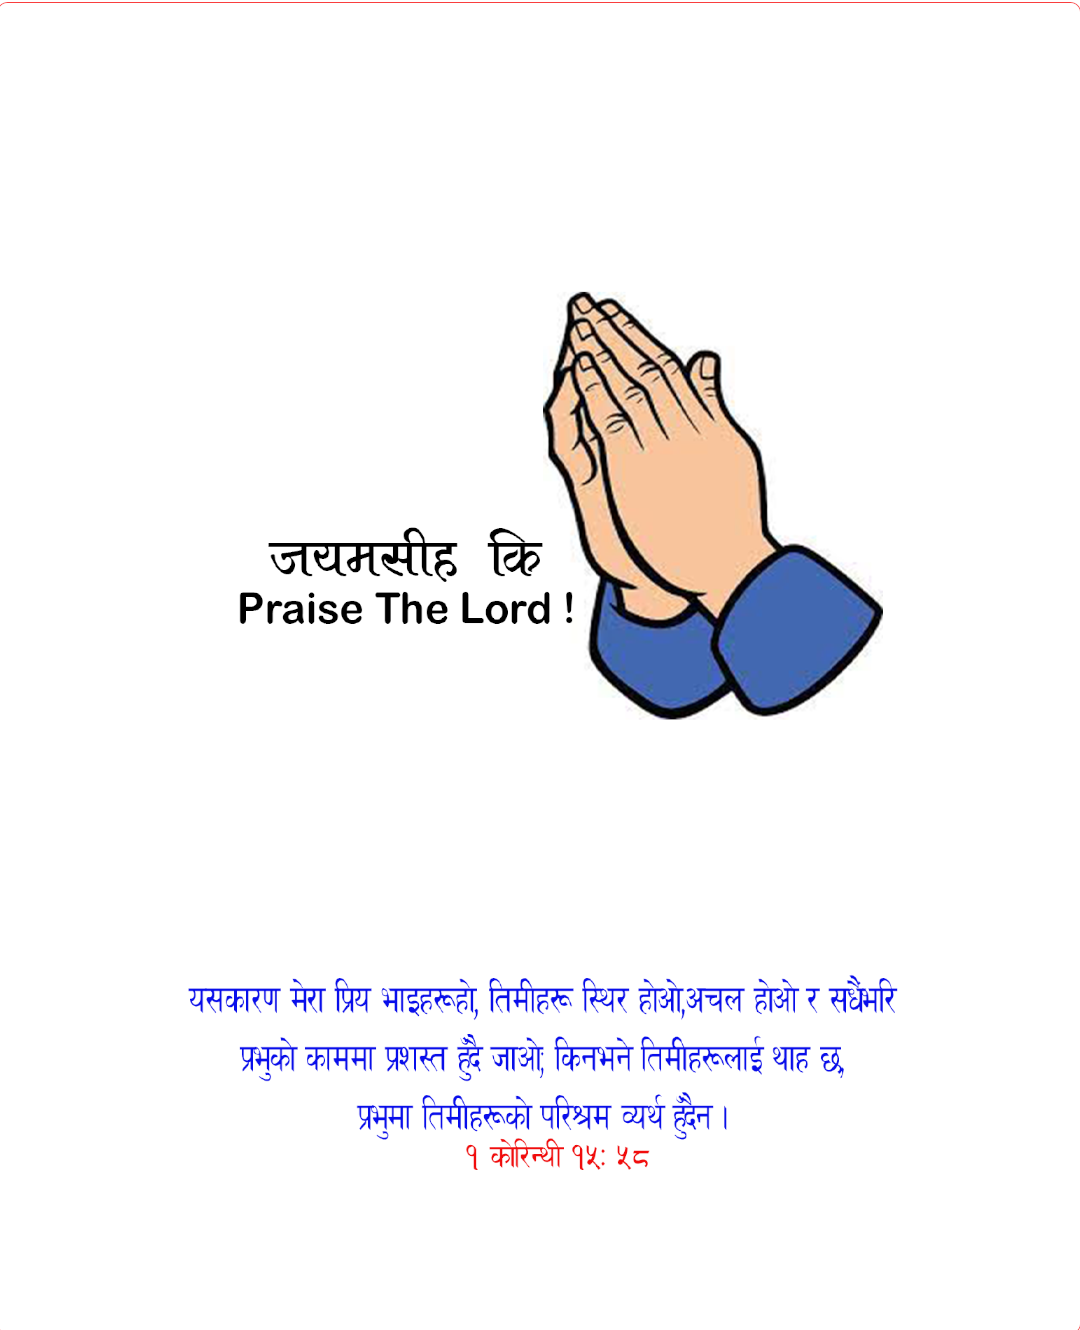 जयमसीह कि
Praise The Lord !
यसकारण मेरा प्रिय भाइहरूहो, तिमीहरू स्थिर होओ,अचल होओ र सधैंभरि
प्रभुको काममा प्रशस्त हुँदै जाओ; किनभने तिमीहरूलाई थाह छ,
प्रभुमा तिमीहरूको परिश्रम व्यर्थ हुँदैन ।
१ कोरिन्थी १५: ५८